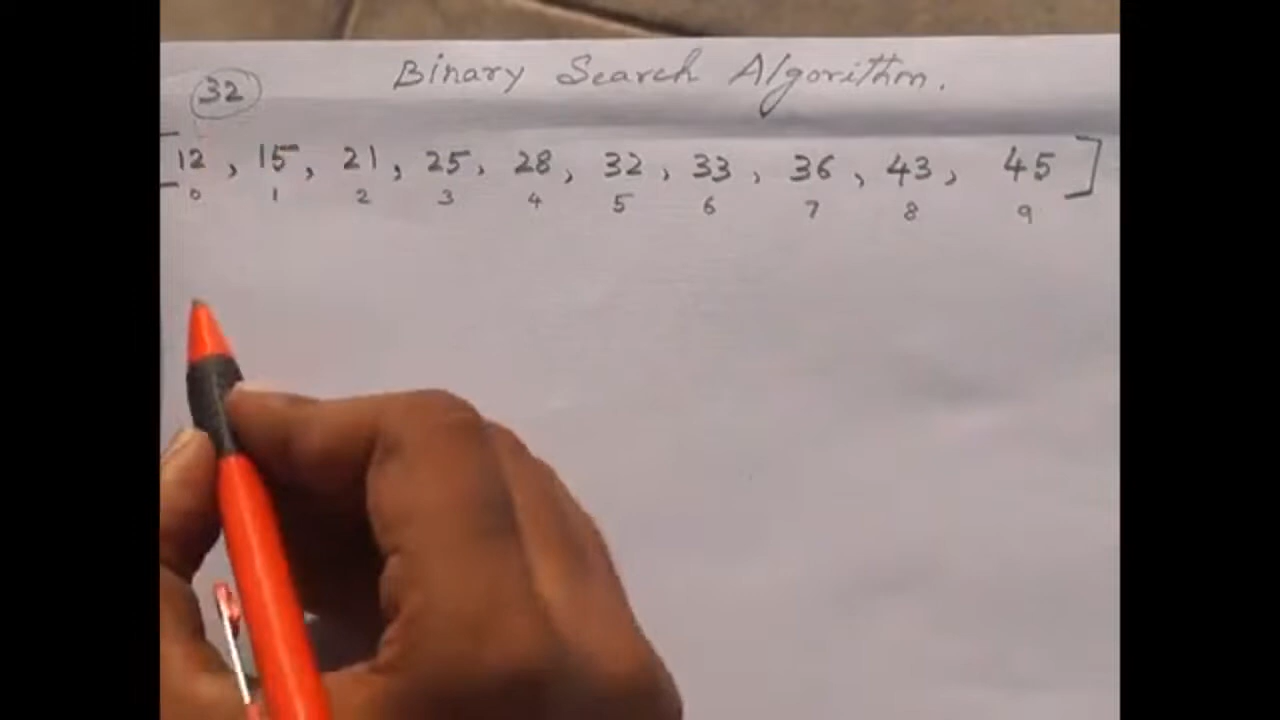 Binary Search Algorithm.
32
[12, 15, 21, 25, 28, 32, 33, 36, 43, 45]
0 1 2 3 4 5 6 7 8 9